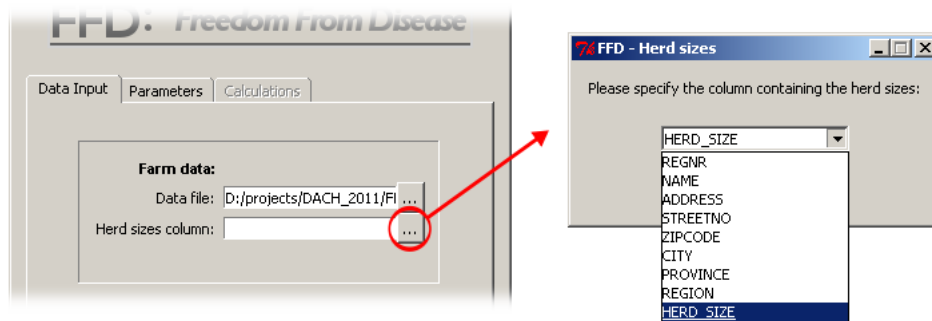 FFD: Freedom From Disease
Data Input
Parameters
Calculations
Farm data:
Data file: D:/projects/DACH_2011/Fl ...
Herd sizes column: ...
FFD - Herd sizes
Please specify the column containing the herd sizes:
HERD_SIZE
REGNR
NAME
ADDRESS
STREETNO
ZIPCODE
CITY
PROVINCE
REGION
HERD_SIZE